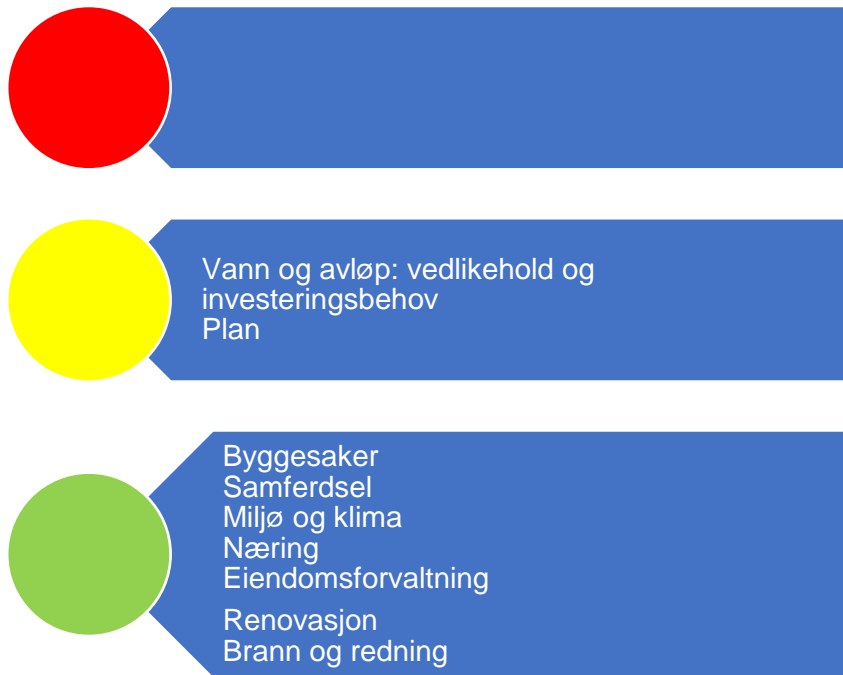 Vann og avløp: vedlikehold og
investeringsbehov
Plan
Byggesaker
Samferdsel
Miljø og klima
Næring
Eiendomsforvaltning
Renovasjon
Brann og redning